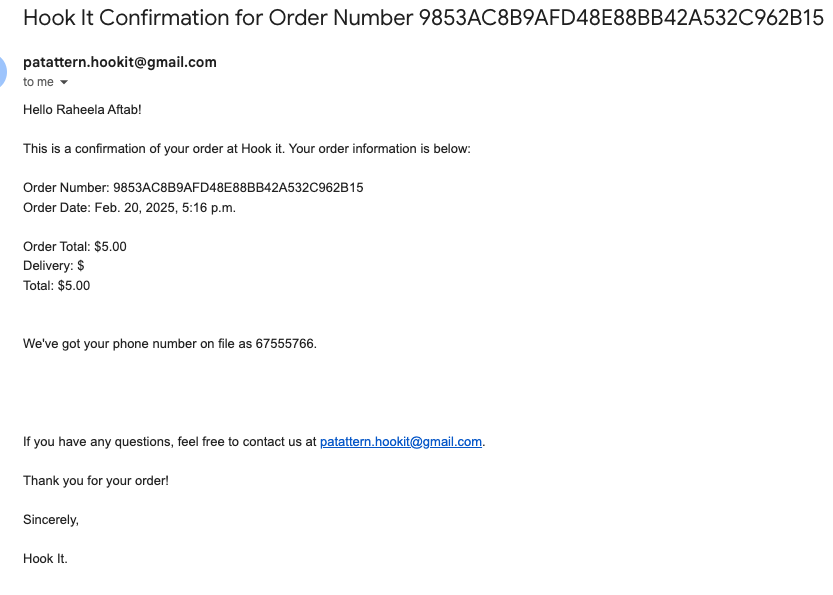 Hook It Confirmation for Order Number 9853AC8B9AFD48E88BB42A532C962B15
patattern.hookit@gmail.com
to me
Hello Raheela Aftab!
This is a confirmation of your order at Hook it. Your order information is below:
Order Number: 9853AC8B9AFD48E88BB42A532C962B15
Order Date: Feb. 20, 2025, 5:16 p.m.
Order Total: $5.00
Delivery: $
Total: $5.00
We've got your phone number on file as 67555766.
If you have any questions, feel free to contact us at patattern.hookit@gmail.com.
Thank you for your order!
Sincerely,
Hook It.